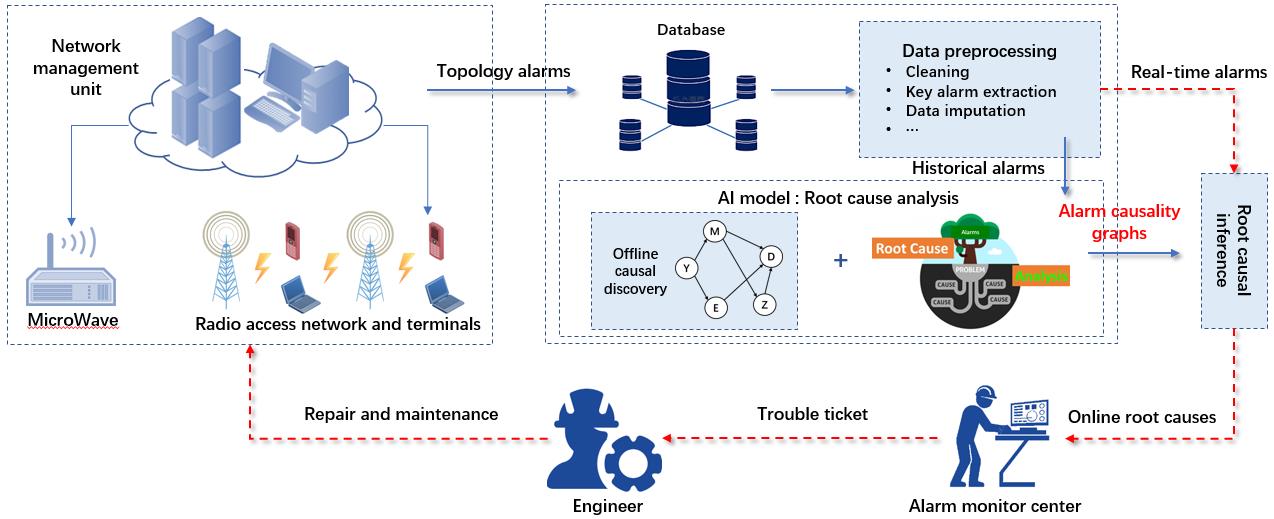 Network
management
unit
Topology alarms
MicroWave
Radio access network and terminals
Database
Data preprocessing
• Cleaning
• Key alarm extraction
• Data imputation
• ...
Real-time alarms
Historical alarms
AI model : Root cause analysis
Offline
causal
discovery
M
Y
D
E
Z
+
Alarms
Root Cause
PROBLEM
Analysis
CAUSE
CAUSE
CAUSE
CAUSE
Alarm causality
graphs
Root causal
inference
Online root causes
Alarm monitor center
Trouble ticket
Engineer
Repair and maintenance